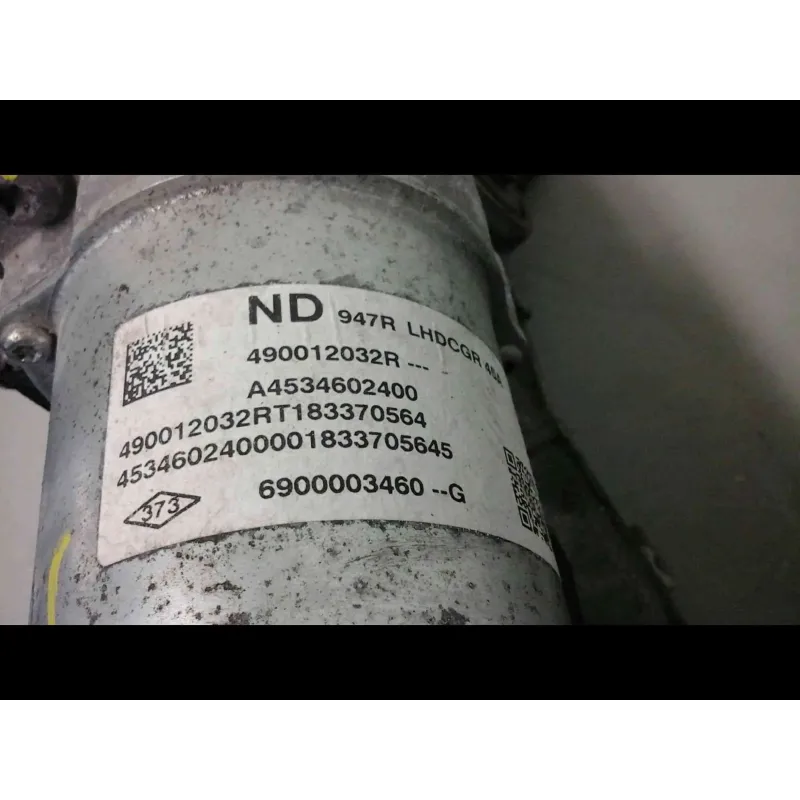 ND 947R LHDCGR
490012032R ---
A4534602400
490012032RT183370564
4534602400001833705645
6900003460 --G
373